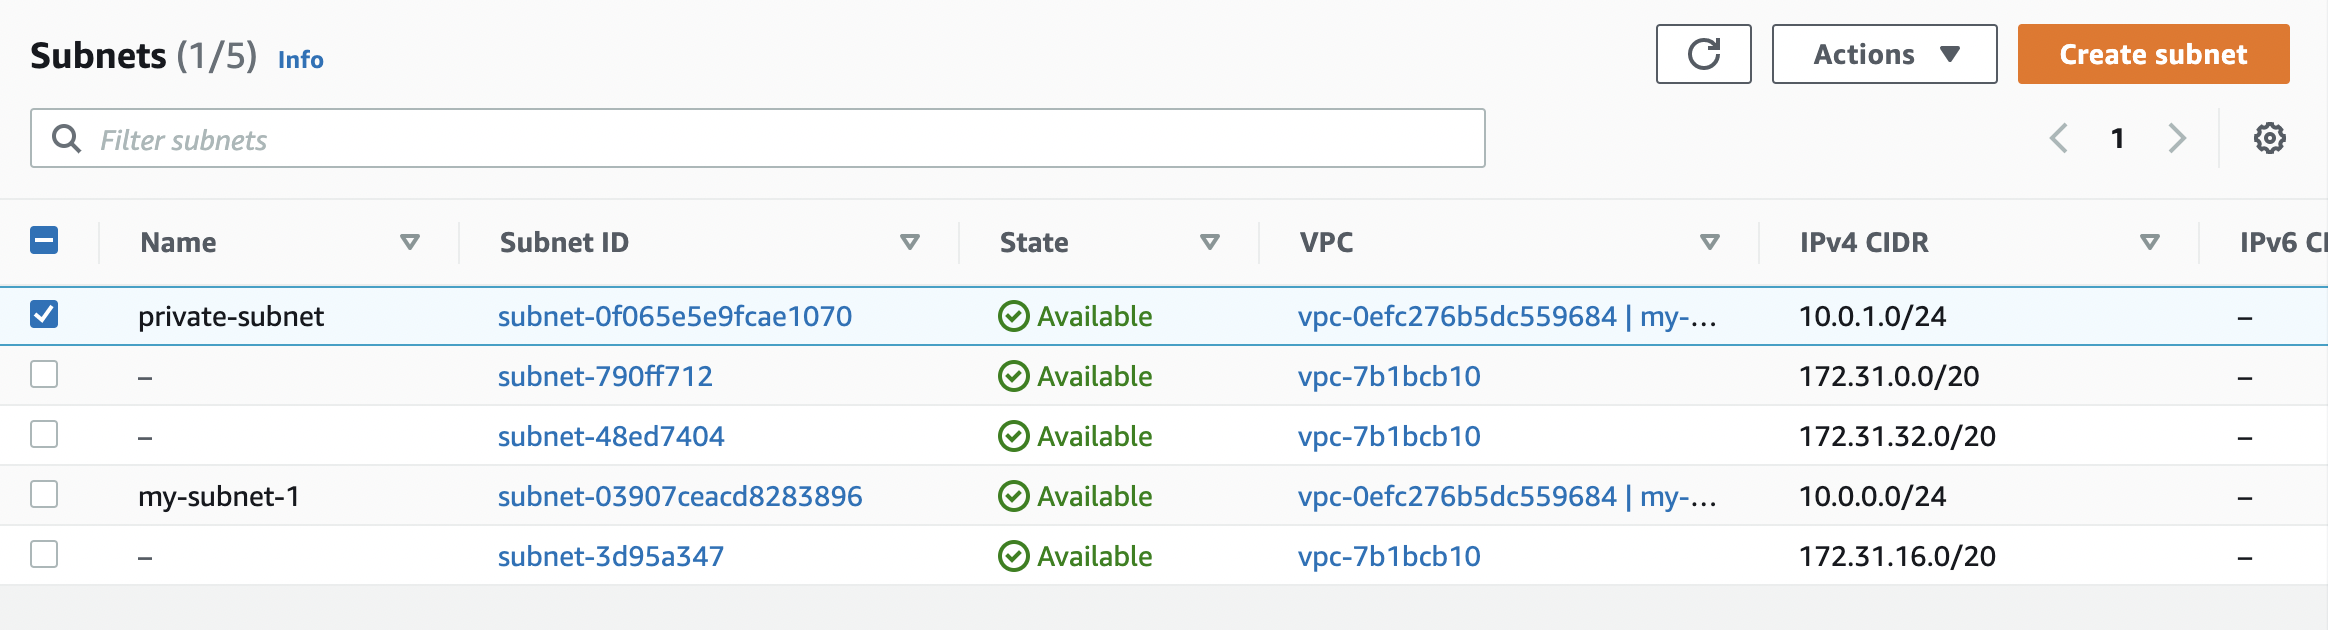 Subnets (1/5) Info
Actions
Create subnet
Filter subnets
1
Name Subnet ID State VPC IPv4 CIDR IPv6 CI
private-subnet subnet-0f065e5e9fcae1070 Available vpc-0efc276b5dc559684 | my-... 10.0.1.0/24 –
– subnet-790ff712 Available vpc-7b1bcb10 172.31.0.0/20 –
– subnet-48ed7404 Available vpc-7b1bcb10 172.31.32.0/20 –
my-subnet-1 subnet-03907ceacd8283896 Available vpc-0efc276b5dc559684 | my-... 10.0.0.0/24 –
– subnet-3d95a347 Available vpc-7b1bcb10 172.31.16.0/20 –